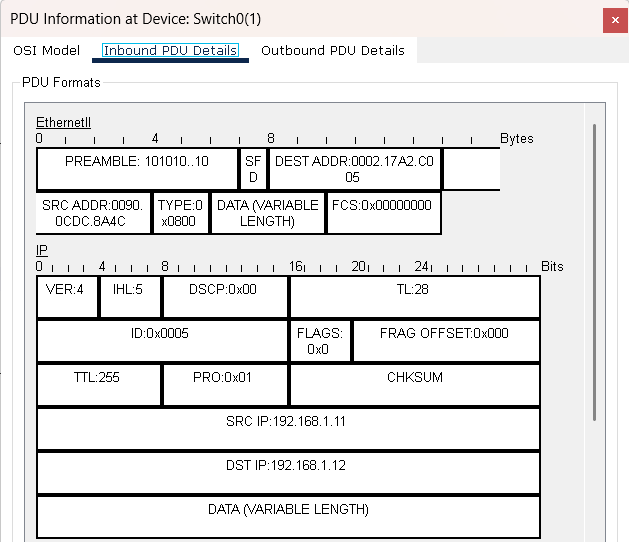 PDU Information at Device: Switch0(1)
OSI Model Inbound PDU Details Outbound PDU Details
PDU Formats
EthernetII
0 4 8 Bytes
PREAMBLE: 101010..10 SF DEST ADDR:0002.17A2.C0
D 05
SRC ADDR:0090. TYPE:0 DATA (VARIABLE FCS:0x00000000
0CDC.8A4C x0800 LENGTH)
IP
0 4 8 16 20 24 Bits
VER:4 IHL:5 DSCP:0x00 TL:28
ID:0x0005 FLAGS: FRAG OFFSET:0x000
0x0
TTL:255 PRO:0x01 CHKSUM
SRC IP:192.168.1.11
DST IP:192.168.1.12
DATA (VARIABLE LENGTH)